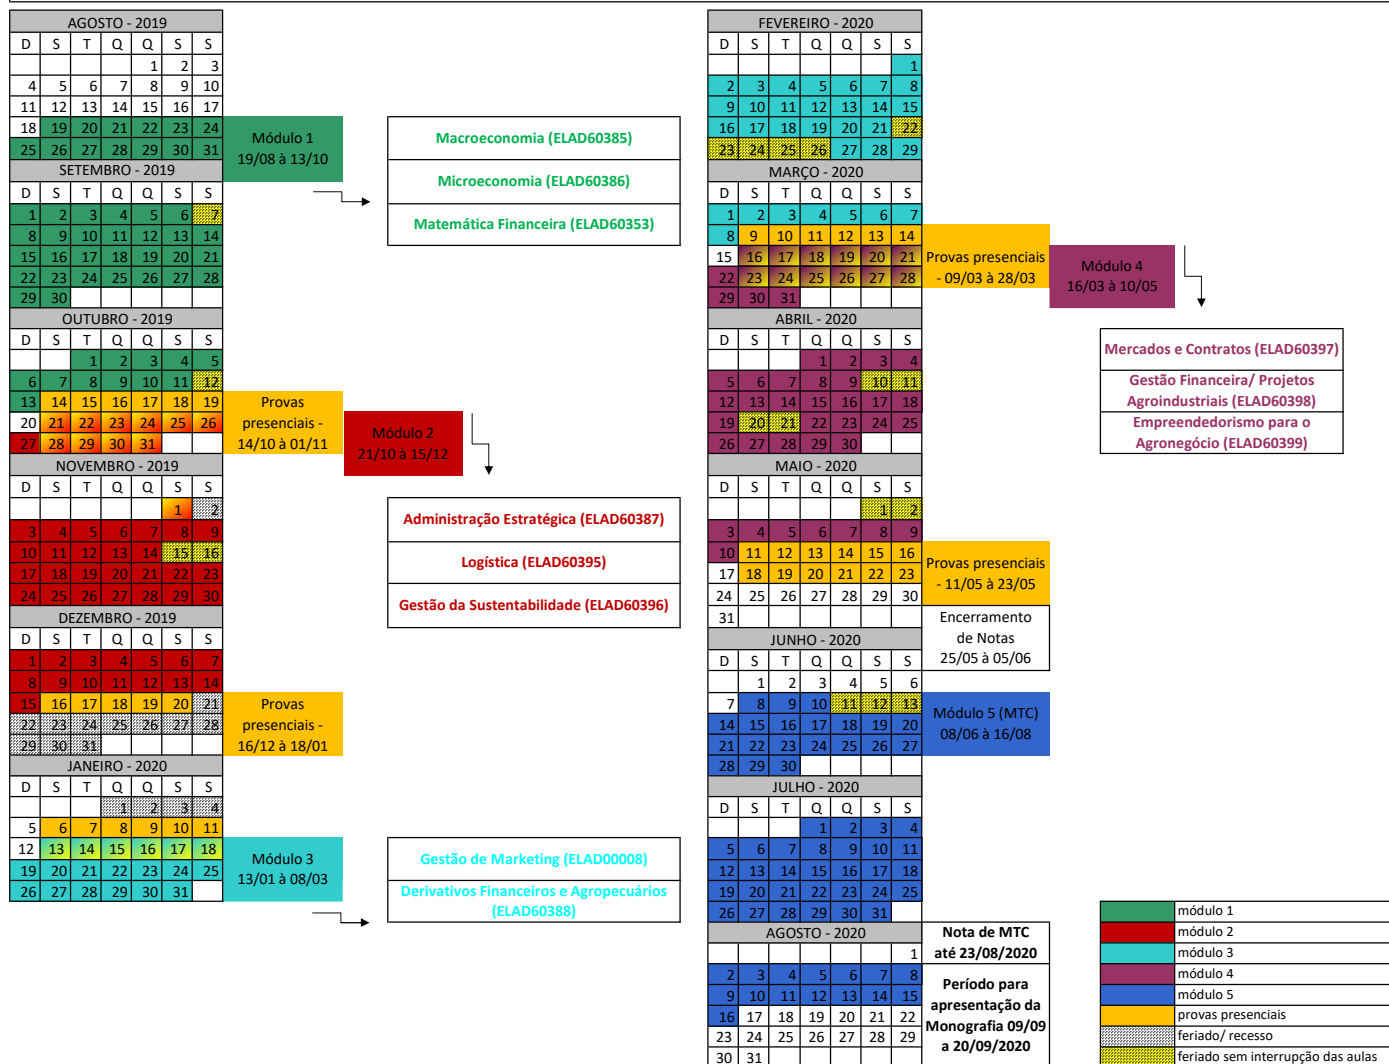 AGOSTO - 2019
D S T Q Q S S
1 2 3
4 5 6 7 8 9 10
11 12 13 14 15 16 17
18 19 20 21 22 23 24
25 26 27 28 29 30 31
Módulo 1
19/08 à 13/10
Macroeconomia (ELAD60385)
Microeconomia (ELAD60386)
Matemática Financeira (ELAD60353)
SETEMBRO - 2019
D S T Q Q S S
1 2 3 4 5 6 7
8 9 10 11 12 13 14
15 16 17 18 19 20 21
22 23 24 25 26 27 28
29 30
OUTUBRO - 2019
D S T Q Q S S
1 2 3 4 5
6 7 8 9 10 11 12
13 14 15 16 17 18 19
20 21 22 23 24 25 26
27 28 29 30 31
Provas
presenciais -
14/10 à 01/11
Módulo 2
21/10 à 15/12
NOVEMBRO - 2019
D S T Q Q S S
1 2
3 4 5 6 7 8 9
10 11 12 13 14 15 16
17 18 19 20 21 22 23
24 25 26 27 28 29 30
Administração Estratégica (ELAD60387)
Logística (ELAD60395)
Gestão da Sustentabilidade (ELAD60396)
DEZEMBRO - 2019
D S T Q Q S S
1 2 3 4 5 6 7
8 9 10 11 12 13 14
15 16 17 18 19 20 21
22 23 24 25 26 27 28
29 30 31
Provas
presenciais -
16/12 à 18/01
JANEIRO - 2020
D S T Q Q S S
1 2 3 4
5 6 7 8 9 10 11
12 13 14 15 16 17 18
19 20 21 22 23 24 25
26 27 28 29 30 31
Módulo 3
13/01 à 08/03
Gestão de Marketing (ELAD00008)
Derivativos Financeiros e Agropecuários
(ELAD60388)
FEVEREIRO - 2020
D S T Q Q S S
1
2 3 4 5 6 7 8
9 10 11 12 13 14 15
16 17 18 19 20 21 22
23 24 25 26 27 28 29
MARÇO - 2020
D S T Q Q S S
1 2 3 4 5 6 7
8 9 10 11 12 13 14
15 16 17 18 19 20 21
22 23 24 25 26 27 28
29 30 31
Provas presenciais
- 09/03 à 28/03
Módulo 4
16/03 à 10/05
ABRIL - 2020
D S T Q Q S S
1 2 3 4
5 6 7 8 9 10 11
12 13 14 15 16 17 18
19 20 21 22 23 24 25
26 27 28 29 30
Mercados e Contratos (ELAD60397)
Gestão Financeira/ Projetos
Agroindustriais (ELAD60398)
Empreendedorismo para o
Agronegócio (ELAD60399)
MAIO - 2020
D S T Q Q S S
1 2
3 4 5 6 7 8 9
10 11 12 13 14 15 16
17 18 19 20 21 22 23
24 25 26 27 28 29 30
31
Provas presenciais
- 11/05 à 23/05
Encerramento
de Notas
25/05 à 05/06
JUNHO - 2020
D S T Q Q S S
1 2 3 4 5 6
7 8 9 10 11 12 13
14 15 16 17 18 19 20
21 22 23 24 25 26 27
28 29 30
Módulo 5 (MTC)
08/06 à 16/08
JULHO - 2020
D S T Q Q S S
1 2 3 4
5 6 7 8 9 10 11
12 13 14 15 16 17 18
19 20 21 22 23 24 25
26 27 28 29 30 31
AGOSTO - 2020
1
2 3 4 5 6 7 8
9 10 11 12 13 14 15
16 17 18 19 20 21 22
23 24 25 26 27 28 29
30 31
Nota de MTC
até 23/08/2020
Período para
apresentação da
Monografia 09/09
a 20/09/2020
módulo 1
módulo 2
módulo 3
módulo 4
módulo 5
provas presenciais
feriado/ recesso
feriado sem interrupção das aulas